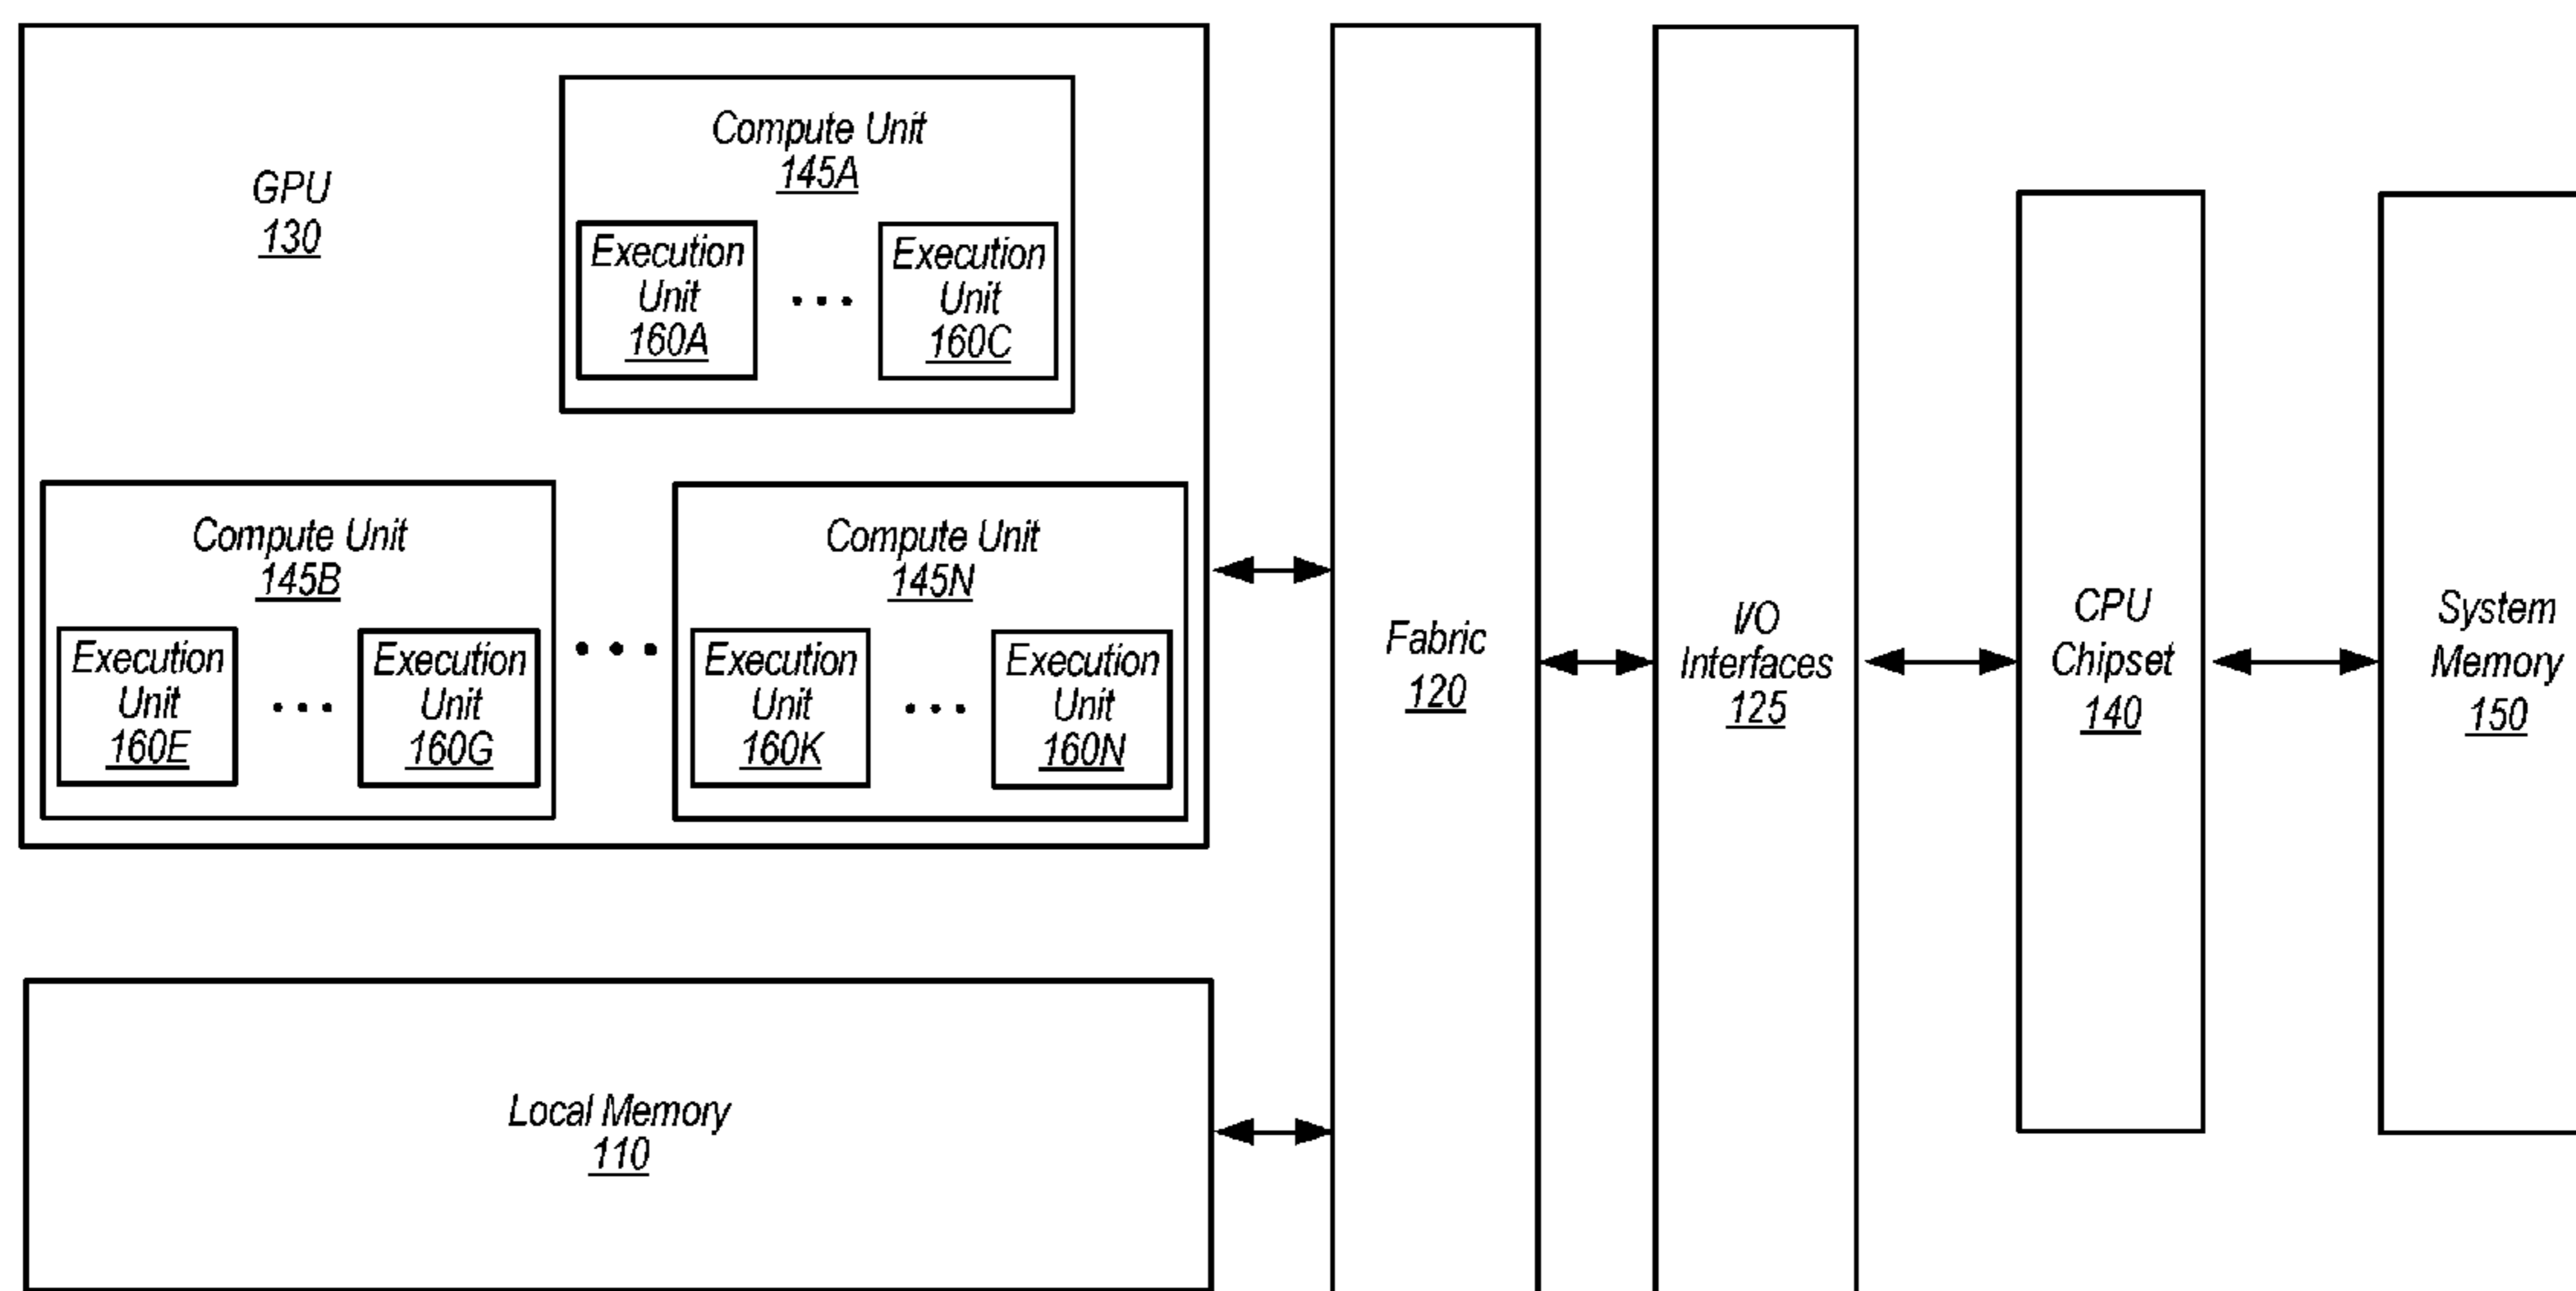 GPU
130
Compute Unit
145A
Execution
Unit
160A
...
Execution
Unit
160C
Compute Unit
145B
Execution
Unit
160E
...
Execution
Unit
160G
...
Compute Unit
145N
Execution
Unit
160K
...
Execution
Unit
160N
Local Memory
110
Fabric
120
I/O
Interfaces
125
CPU
Chipset
140
System
Memory
150